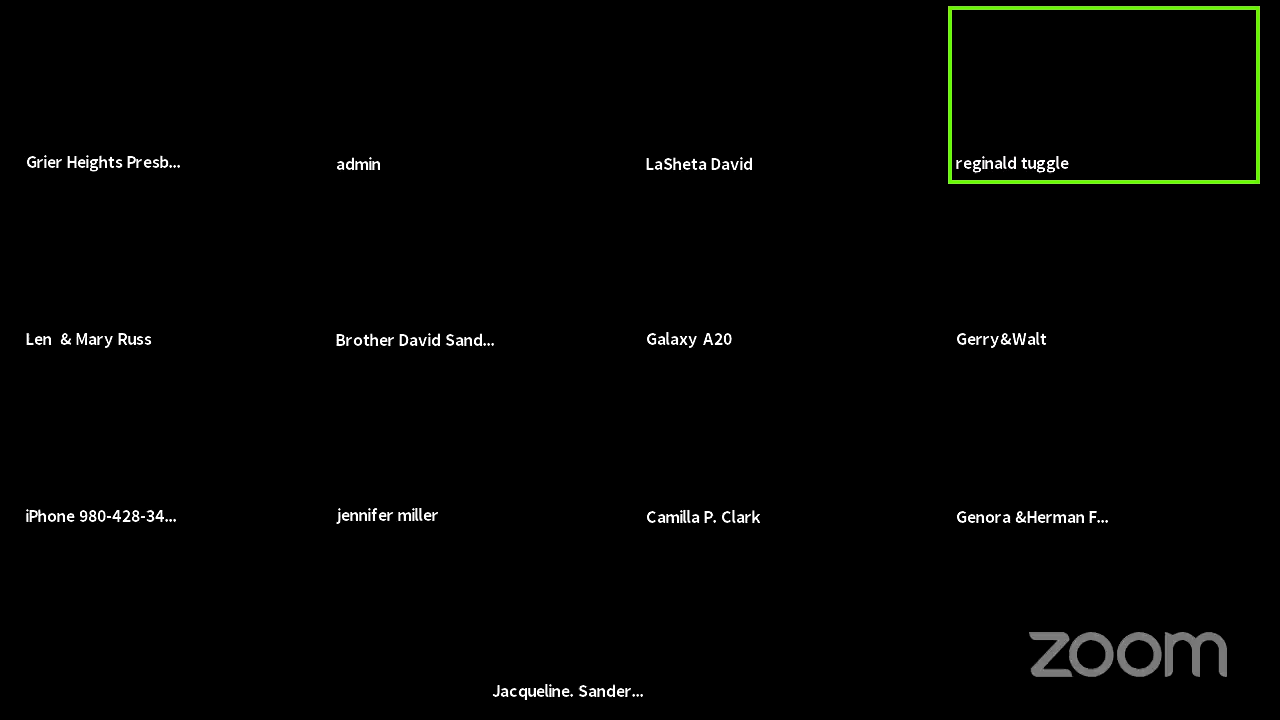 Grier Heights Presb...
admin
LaSheta David
reginald tuggle
Len & Mary Russ
Brother David Sand...
Galaxy A20
Gerry&Walt
iPhone 980-428-34...
jennifer miller
Camilla P. Clark
Genora &Herman F...
Jacqueline. Sander...
zoom